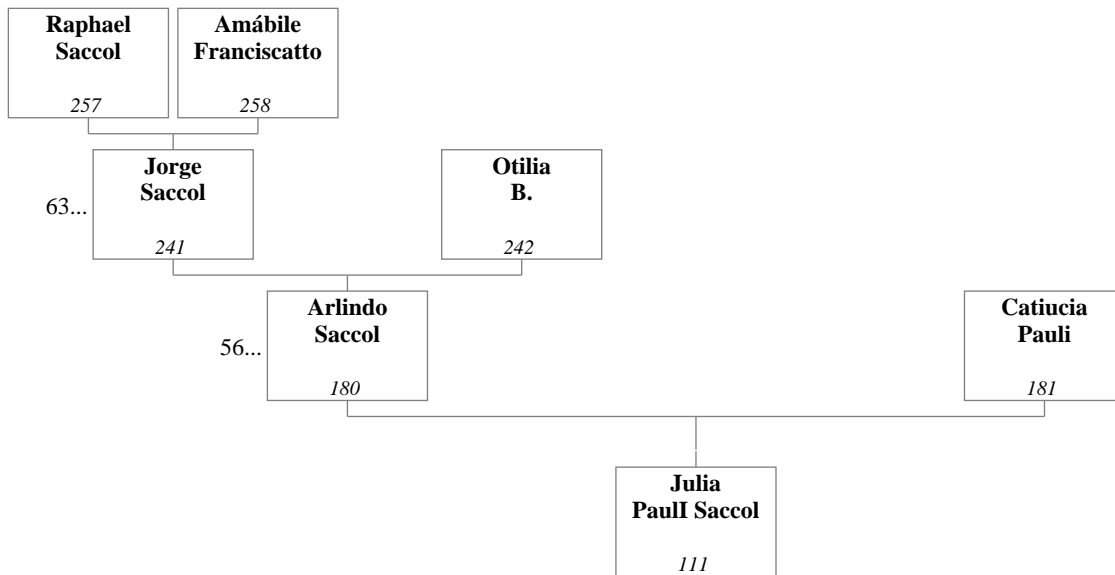 Raphael
Saccol
257
Amábile
Franciscatto
258
63...
Jorge
Saccol
241
Otilia
B.
242
56...
Arlindo
Saccol
180
Catiucia
Pauli
181
Julia
PaulI Saccol
111